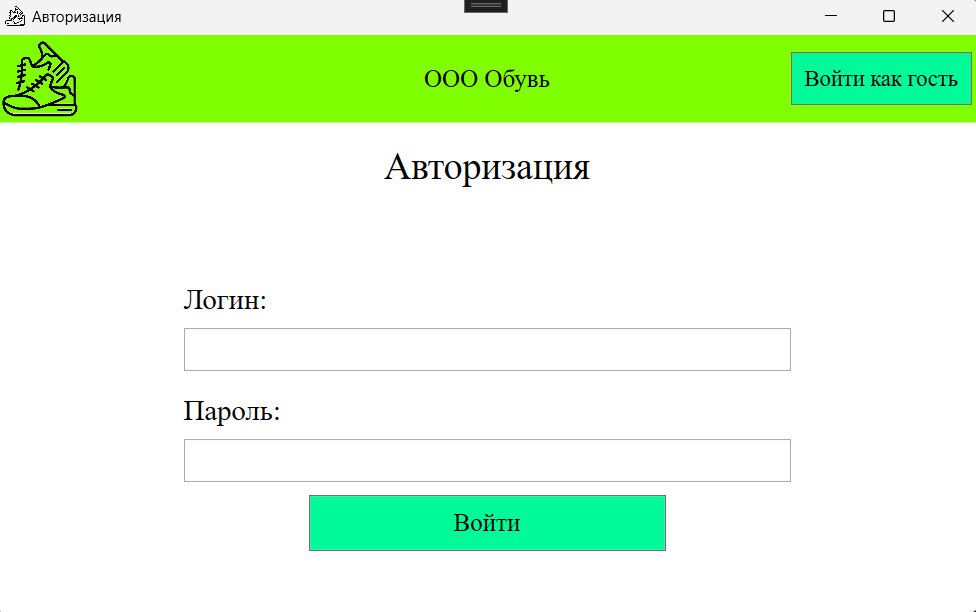 Авторизация
ООО Обувь
Войти как гость
Авторизация
Логин:
Пароль:
Войти